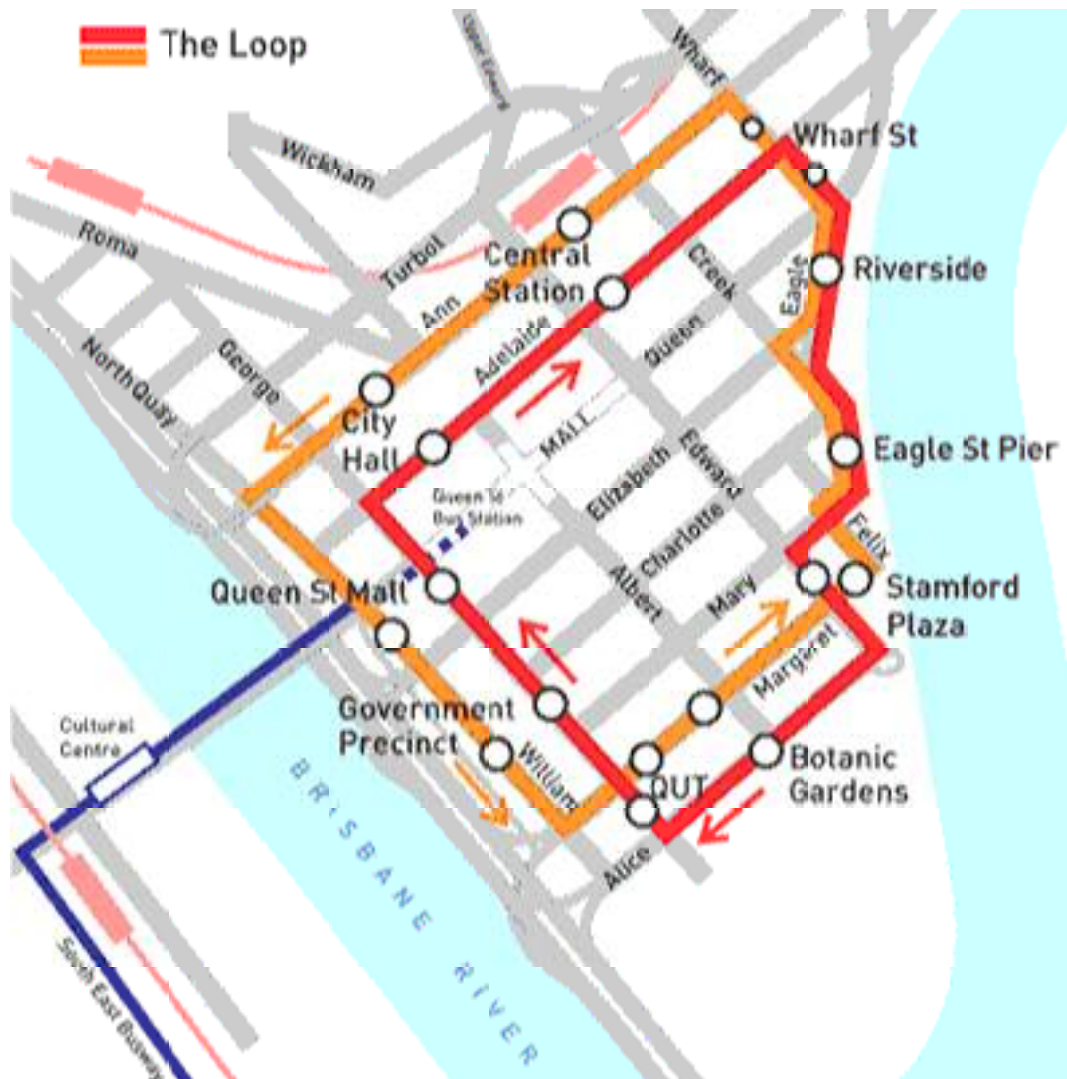 The Loop
Wharf
Wharf St
Wickham
Roma
Turbot
Central
Station
Creek
Riverside
Eagle
Ann
Adelaide
Queen
North Quay
George
City
Hall
MALL
Eagle St Pier
Edward
Elizabeth
Queen St
Bus Station
Charlotte
Felix
Queen St Mall
Albert
Mary
Stamford
Plaza
Margaret
Government
Precinct
Cultural
Centre
William
QUT
Botanic
Gardens
Alice
BRISBANE RIVER
South East Busway